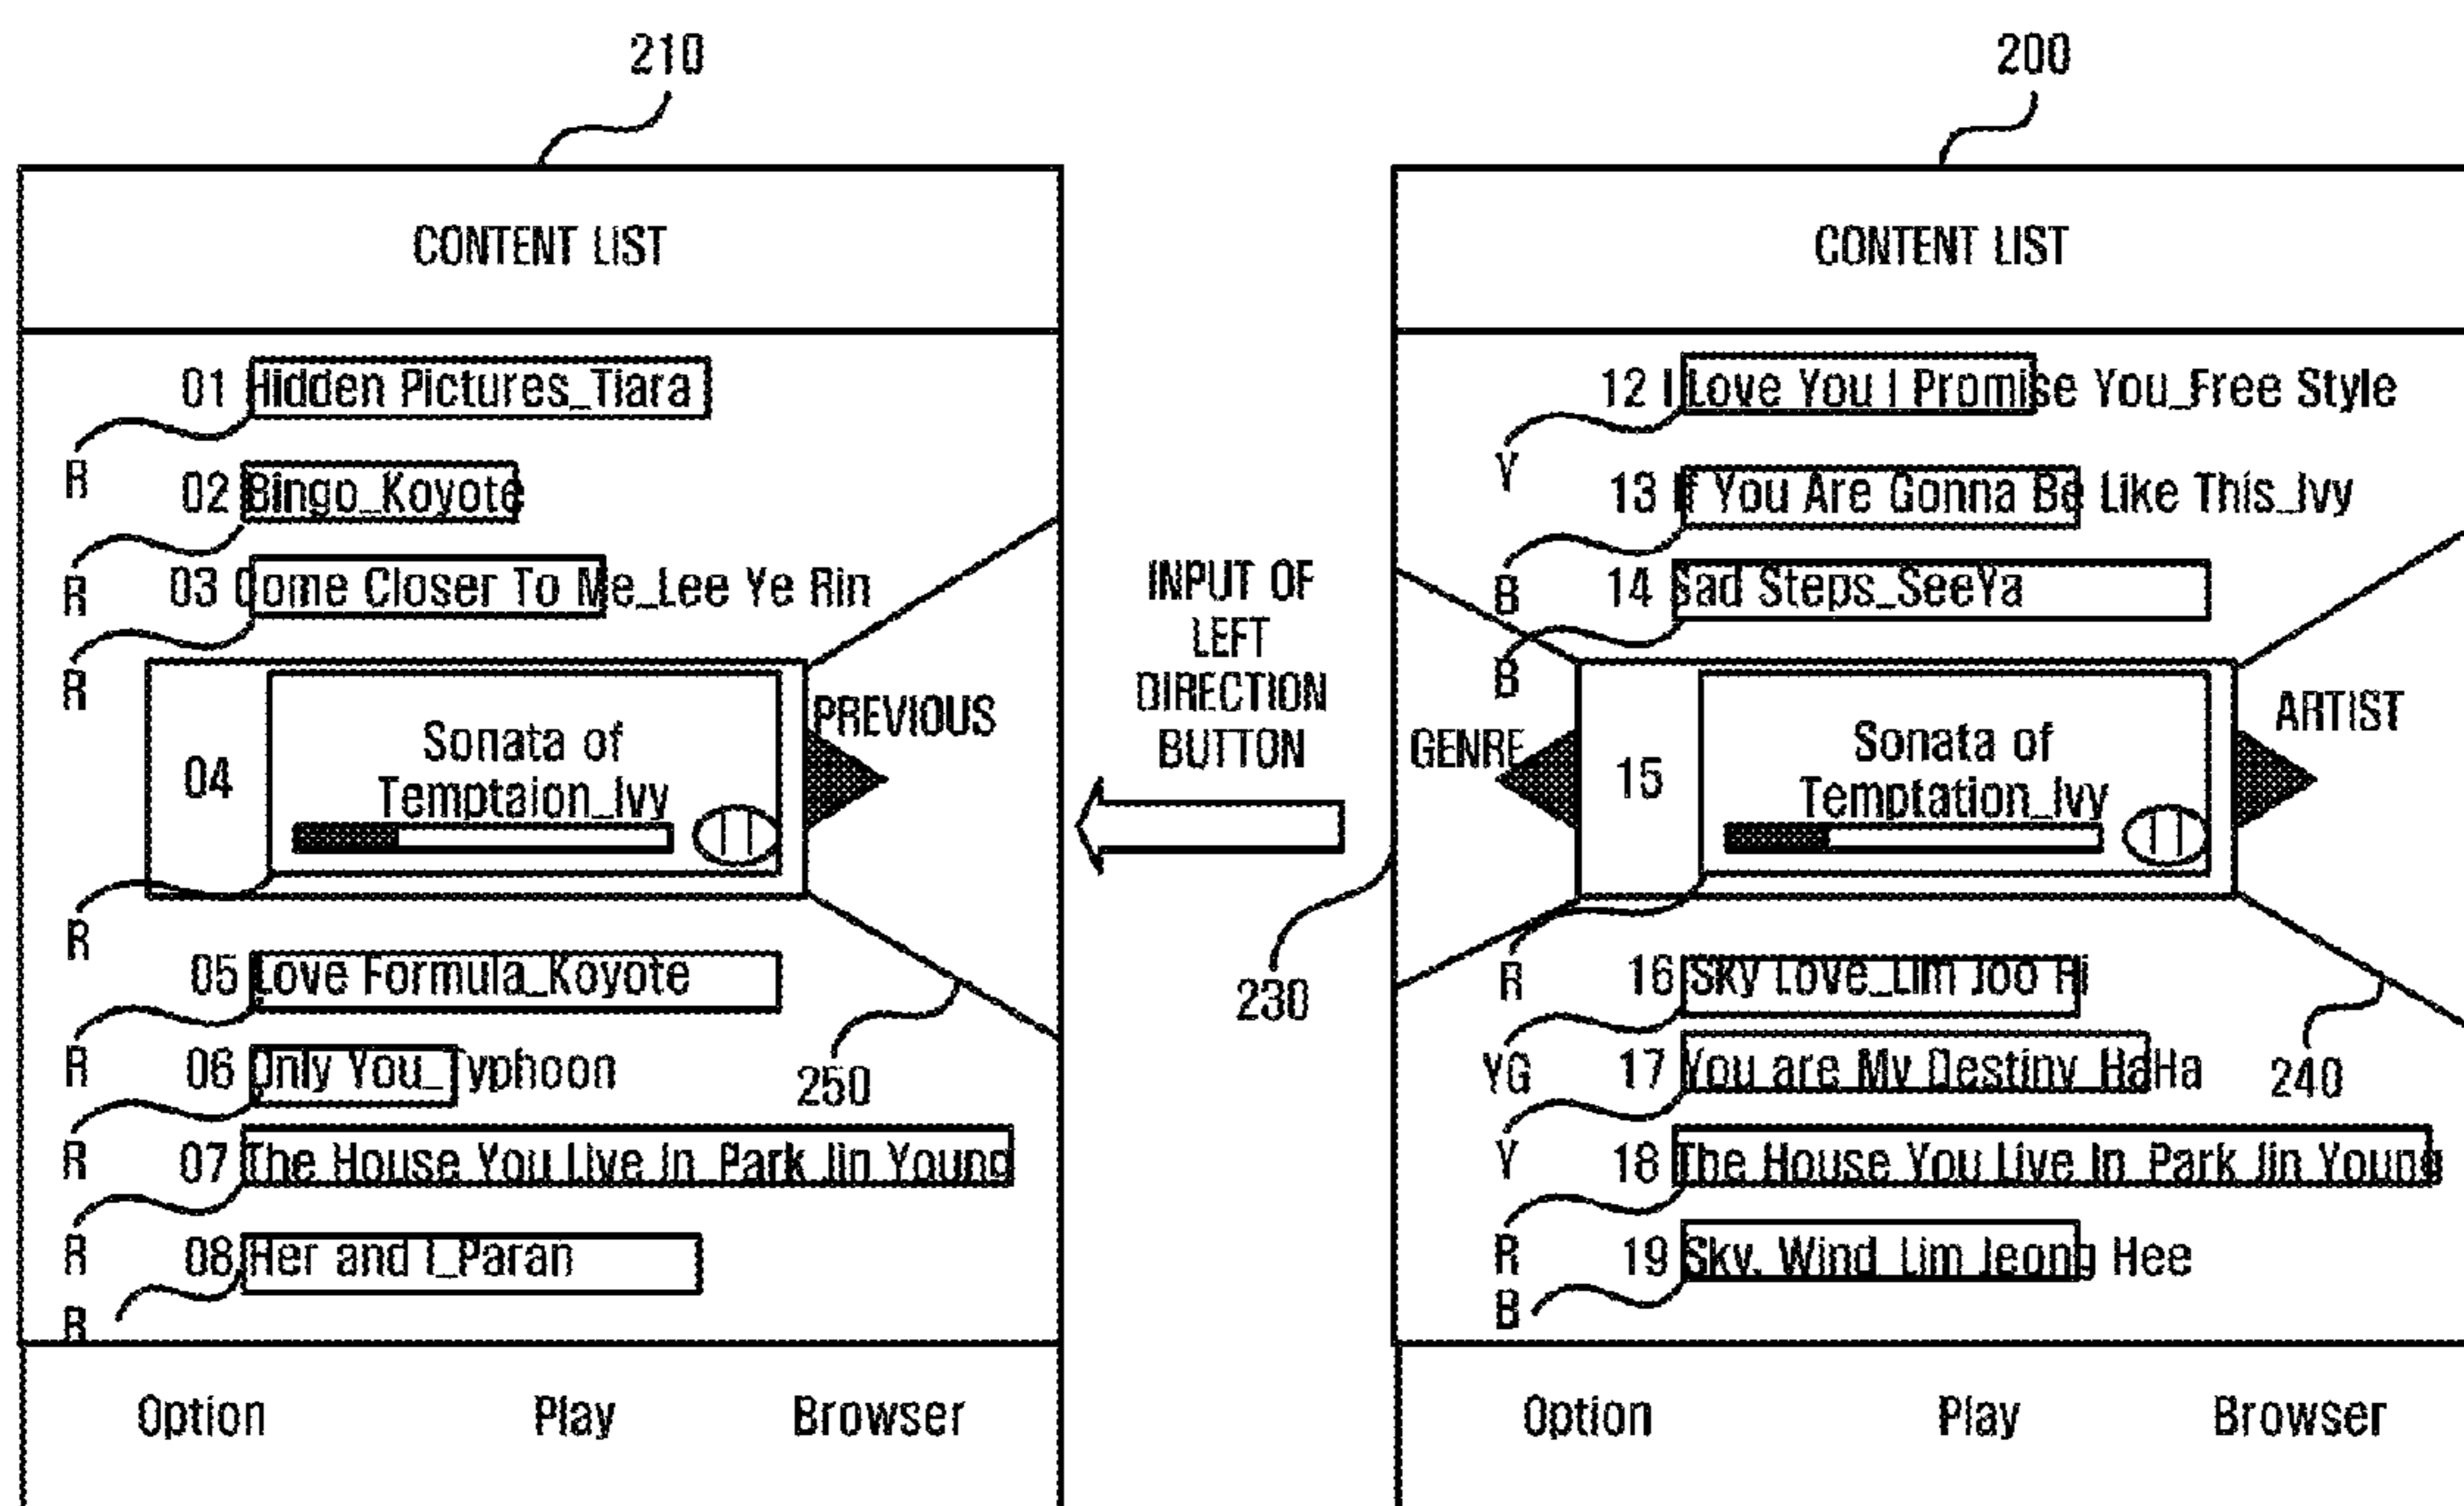 210
CONTENT LIST
01 Hidden Pictures_Tiara
R
02 Bingo_Koyote
R
03 Come Closer To Me_Lee Ye Rin
R
04
Sonata of
Temptaion_Ivy
PREVIOUS
R
05 Love Formula_Koyote
R
06 Only You_Typhoon
250
R
07 The House You Live In_Park Jin Young
R
08 Her and I_Paran
R
Option Play Browser
INPUT OF
LEFT
DIRECTION
BUTTON
230
200
CONTENT LIST
12 I Love You I Promise You_Free Style
Y
13 If You Are Gonna Be Like This_Ivy
B
14 Sad Steps_SeeYa
B
GENRE
15
Sonata of
Temptation_Ivy
ARTIST
R
16 Sky Love_Lim Joo Hi
YG
17 You are My Destiny_HaHa
240
Y
18 The House You Live In_Park Jin Young
R
19 Sky. Wind_Lim Jeong Hee
B
Option Play Browser